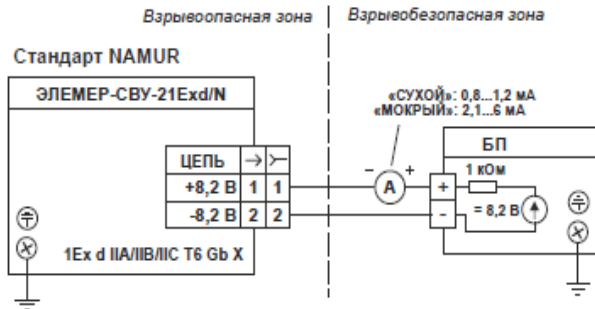 Взрывоопасная зона
Взрывобезопасная зона
Стандарт NAMUR
ЭЛЕМЕР-СВУ-21Exd/N
«СУХОЙ»: 0,8...1,2 мА
«МОКРЫЙ»: 2,1...6 мА
БП
ЦЕПЬ
+8,2 В 1 1
-8,2 В 2 2
- А +
+
-
1 кОм
= 8,2 В
1Ex d IIA/IIB/IIC T6 Gb X